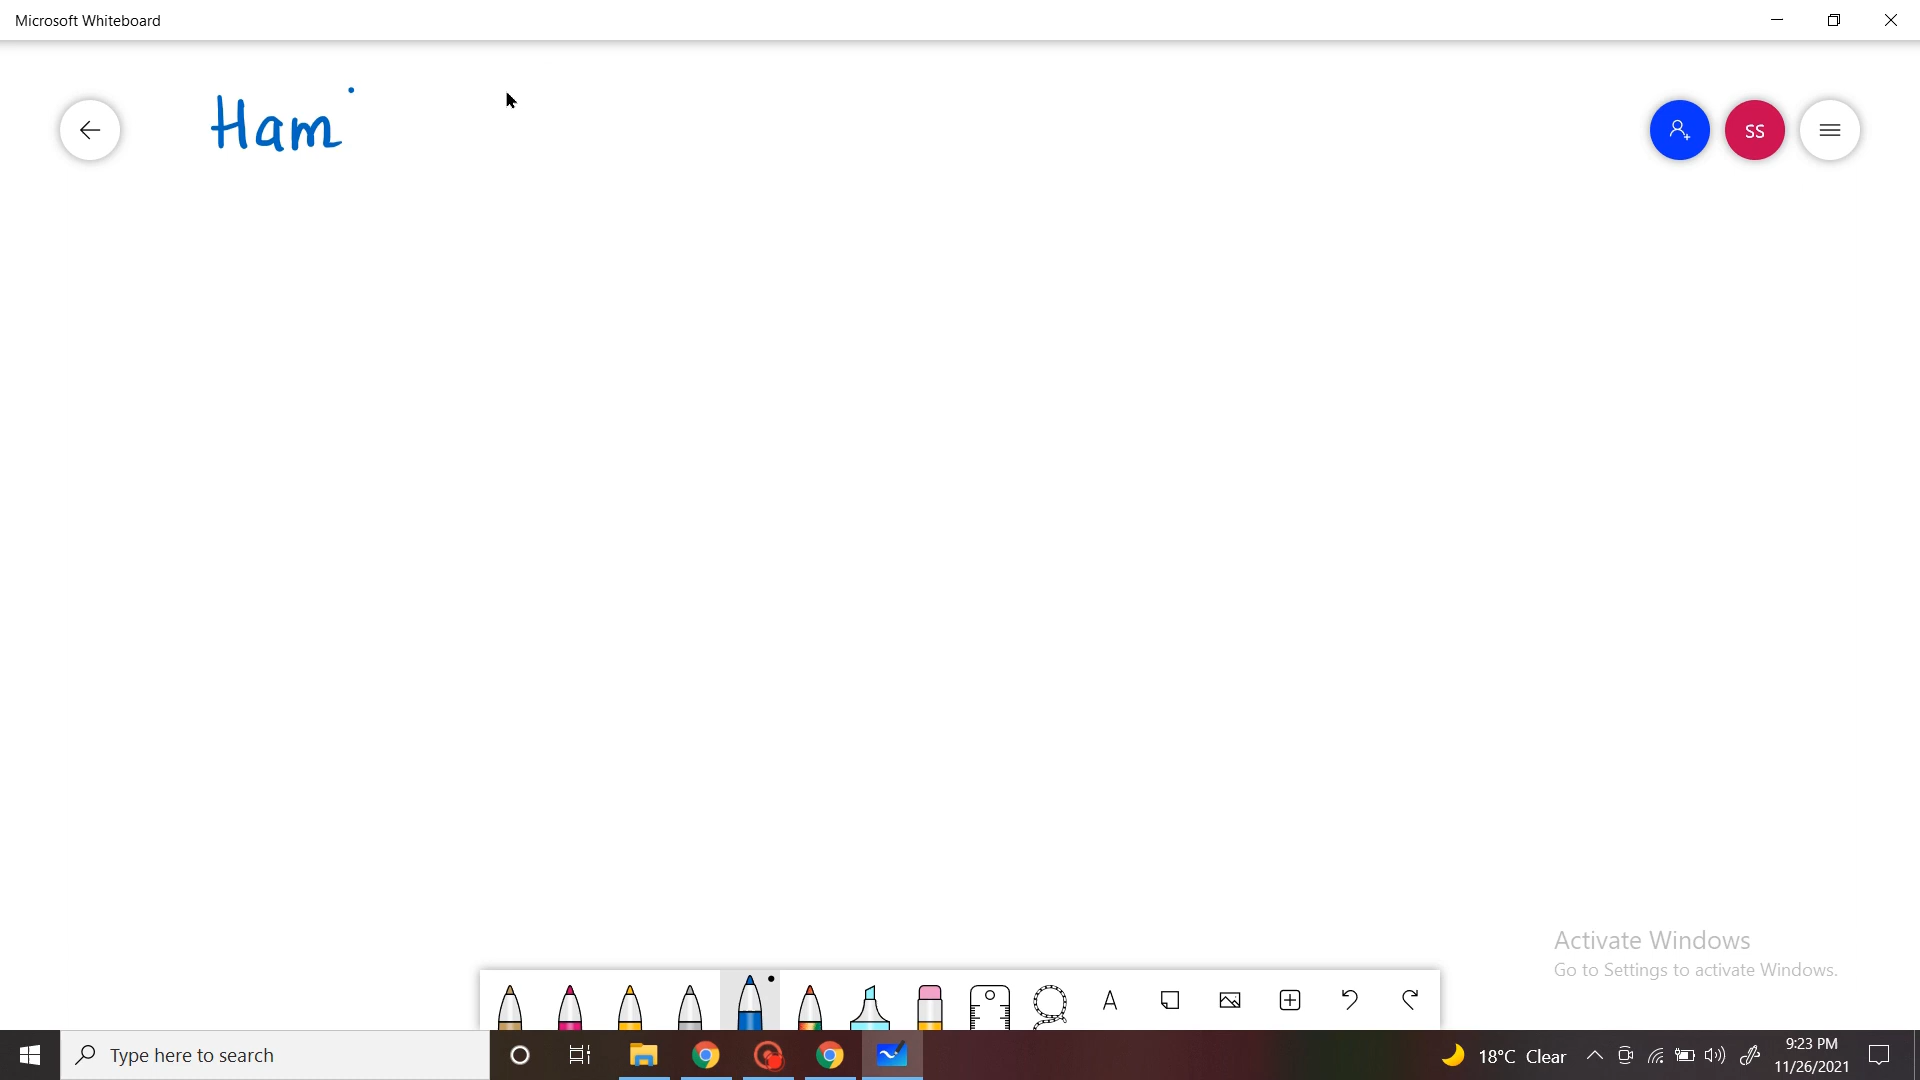 Microsoft Whiteboard
Ham
SS
Activate Windows
Go to Settings to activate Windows.
A
Type here to search
18°C Clear
9:23 PM
11/26/2021